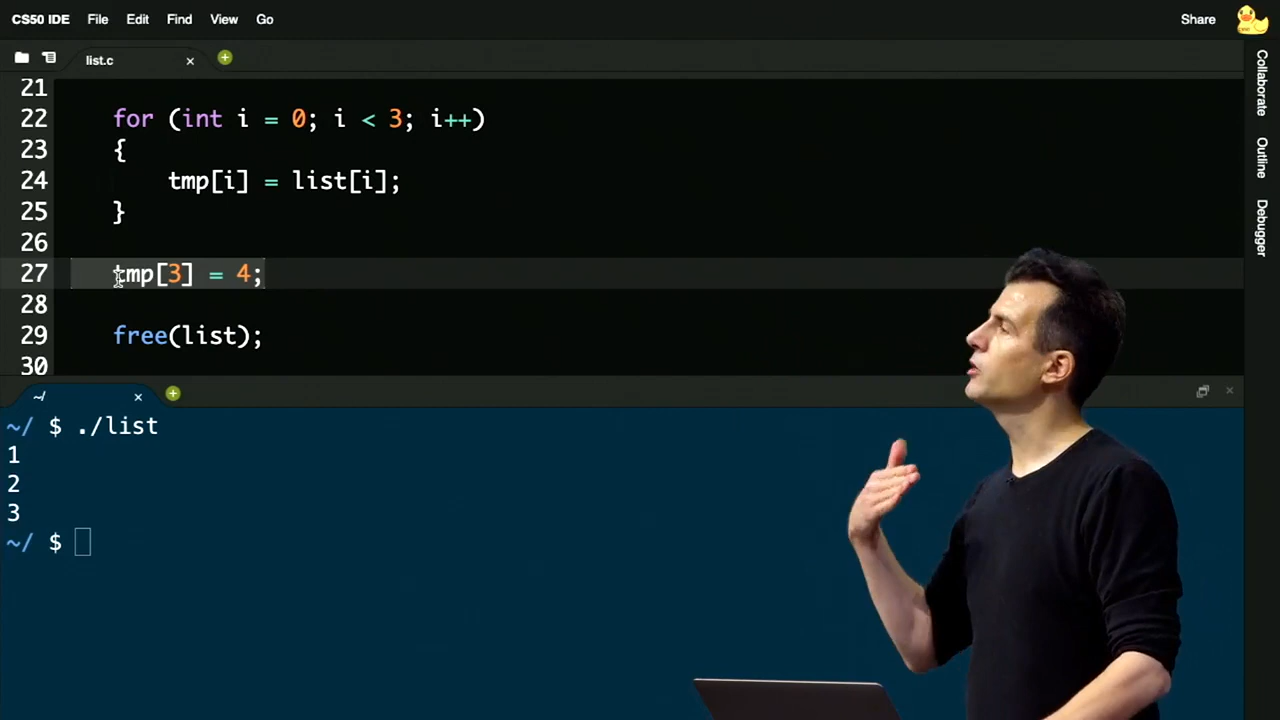 CS50 IDE File Edit Find View Go Share
list.c
21
22 for (int i = 0; i < 3; i++)
23 {
24 tmp[i] = list[i];
25 }
26
27 tmp[3] = 4;
28
29 free(list);
30
~/
~/ $ ./list
1
2
3
~/ $
Collaborate
Outline
Debugger